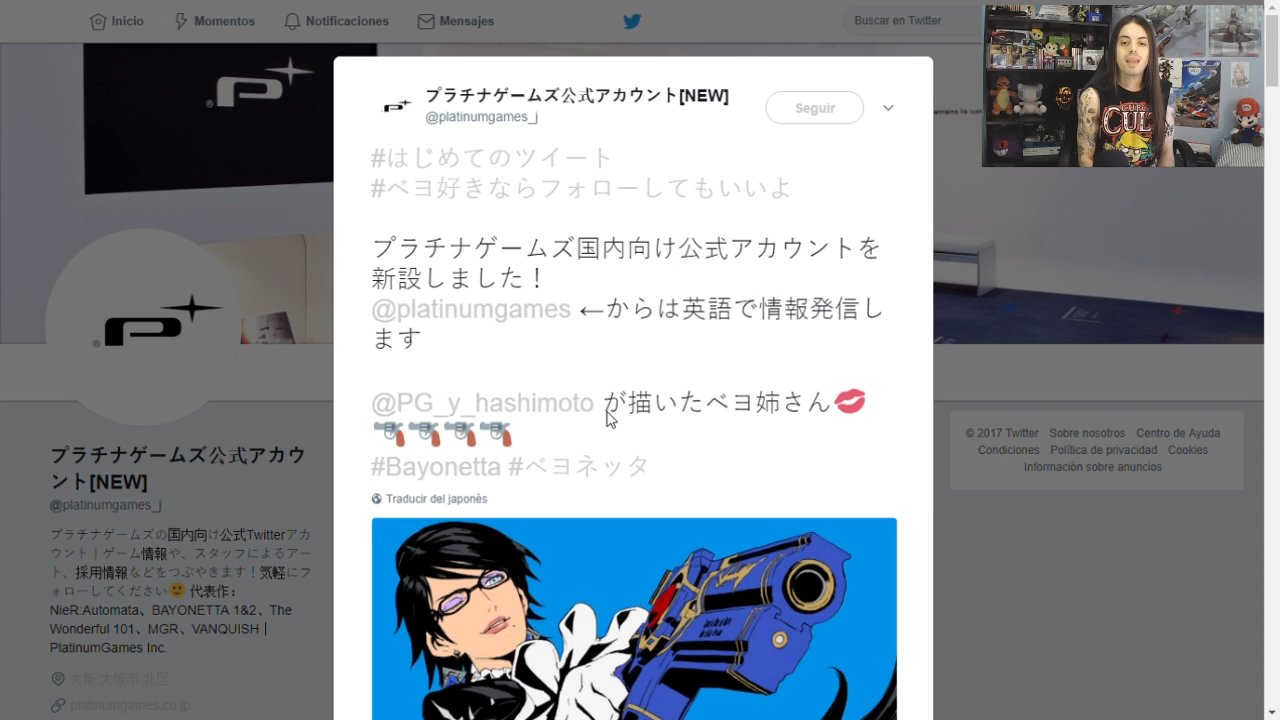 Inicio
Momentos
Notificaciones
Mensajes
Buscar en Twitter
プラチナゲームズ公式アカウント[NEW]
@platinumgames_j
Seguir
#はじめてのツイート
#ベヨ好きならフォローしてもいいよ
プラチナゲームズ国内向け公式アカウントを
新設しました！
@platinumgames ←からは英語で情報発信し
ます
@PG_y_hashimoto が描いたベヨ姉さん💋
🔫🔫🔫🔫
#Bayonetta #ベヨネッタ
Traducir del japonés
プラチナゲームズ公式アカウ
ント[NEW]
@platinumgames_j
プラチナゲームズの国内向け公式Twitterアカ
ウント｜ゲーム情報や、スタッフによるアー
ト、採用情報などをつぶやきます！気軽にフ
ォローしてください🙂 代表作：
NieR:Automata、BAYONETTA 1&2、The
Wonderful 101、MGR、VANQUISH｜
PlatinumGames Inc.
大阪 大阪市 北区
platinumgames.co.jp
© 2017 Twitter Sobre nosotros Centro de Ayuda
Condiciones Política de privacidad Cookies
Información sobre anuncios